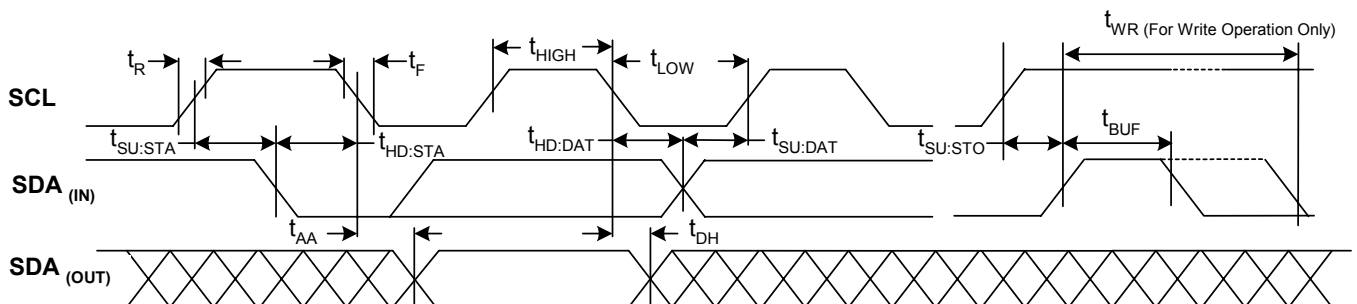 tWR (For Write Operation Only)
tR
tF
tHIGH
tLOW
SCL
tSU:STA
tHD:STA
tHD:DAT
tSU:DAT
tSU:STO
tBUF
SDA (IN)
tAA
tDH
SDA (OUT)